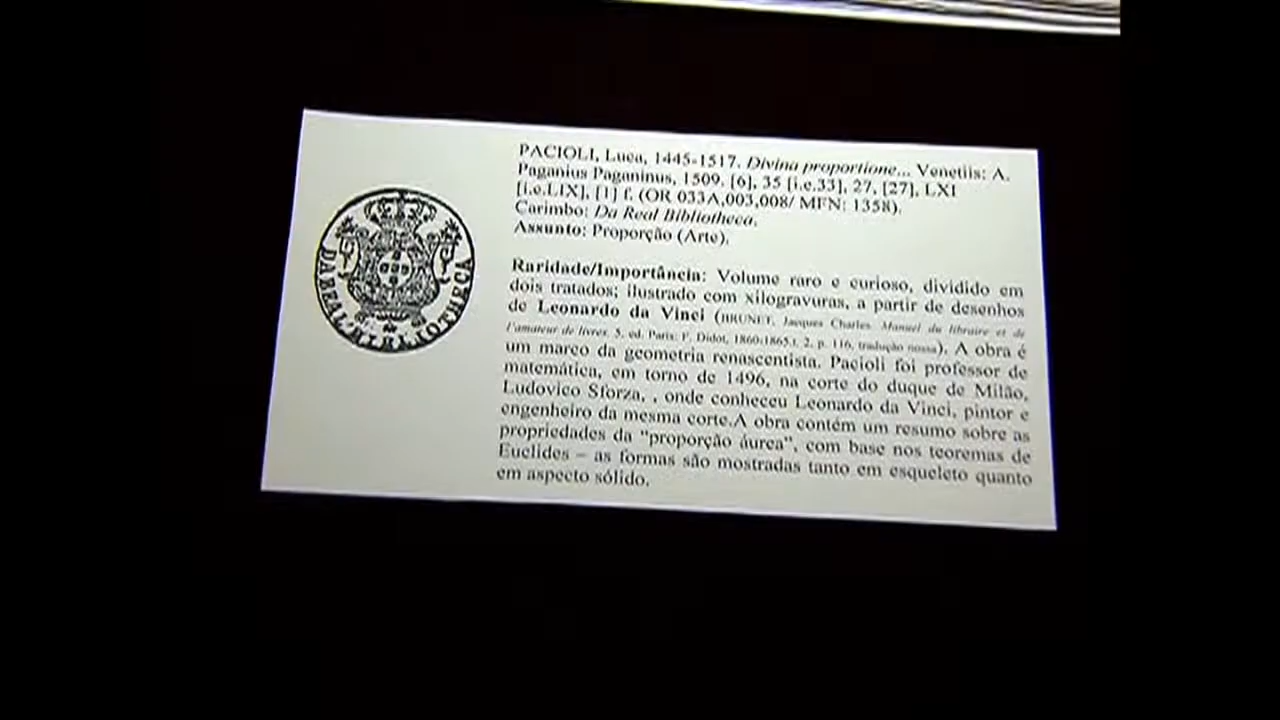 DA REAL BIBLIOTHECA
PACIOLI, Luca, 1445-1517. Divina proportione... Venetiis: A.
Paganius Paganinus, 1509. [6], 35 [i.e.33], 27, [27], LXI
[i.e.LIX], [1] f. (OR 033A,003,008/ MFN: 1358).
Carimbo: Da Real Bibliotheca.
Assunto: Proporção (Arte).
Raridade/Importância: Volume raro e curioso, dividido em
dois tratados; ilustrado com xilogravuras, a partir de desenhos
de Leonardo da Vinci (BRUNET, Jacques Charles. Manuel du libraire et de
l'amateur de livres. 5. ed. Paris: F. Didot, 1860-1865.t. 2, p. 116, tradução nossa). A obra é
um marco da geometria renascentista. Pacioli foi professor de
matemática, em torno de 1496, na corte do duque de Milão,
Ludovico Sforza, , onde conheceu Leonardo da Vinci, pintor e
engenheiro da mesma corte.A obra contém um resumo sobre as
propriedades da "proporção áurea", com base nos teoremas de
Euclides – as formas são mostradas tanto em esqueleto quanto
em aspecto sólido.